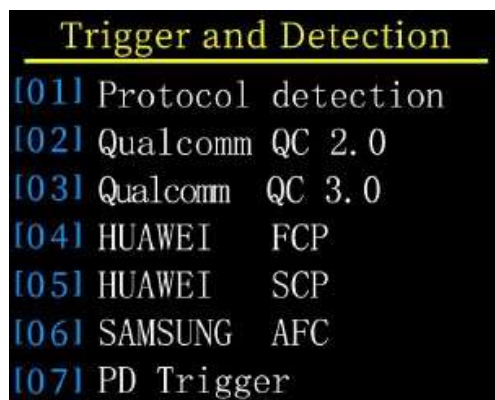 Trigger and Detection
[01] Protocol detection
[02] Qualcomm QC 2.0
[03] Qualcomm QC 3.0
[04] HUAWEI FCP
[05] HUAWEI SCP
[06] SAMSUNG AFC
[07] PD Trigger